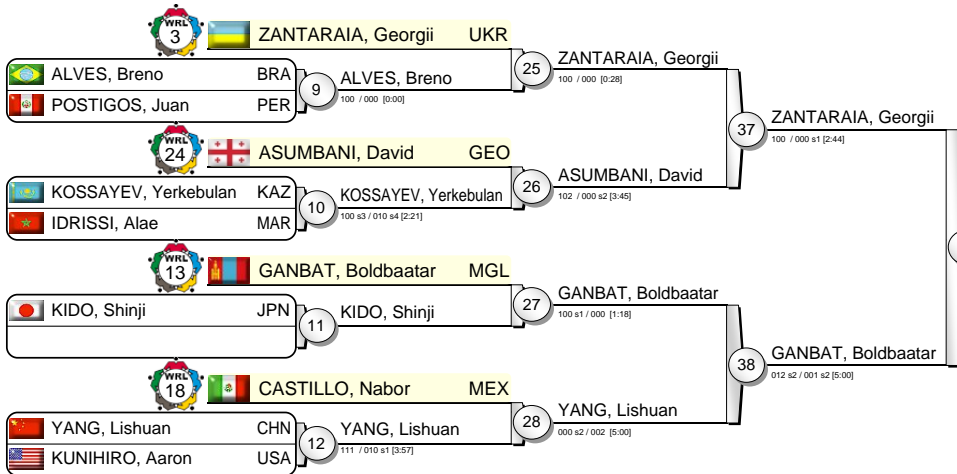 WRL
3
ZANTARAIA, Georgii UKR
ALVES, Breno BRA
POSTIGOS, Juan PER
9
ALVES, Breno
100 / 000 [0:00]
25
ZANTARAIA, Georgii
100 / 000 [0:28]
WRL
24
ASUMBANI, David GEO
KOSSAYEV, Yerkebulan KAZ
IDRISSI, Alae MAR
10
KOSSAYEV, Yerkebulan
100 s3 / 010 s4 [2:21]
26
ASUMBANI, David
102 / 000 s2 [3:45]
37
ZANTARAIA, Georgii
100 / 000 s1 [2:44]
WRL
13
GANBAT, Boldbaatar MGL
KIDO, Shinji JPN
11
KIDO, Shinji
27
GANBAT, Boldbaatar
100 s1 / 000 [1:18]
WRL
18
CASTILLO, Nabor MEX
YANG, Lishuan CHN
KUNIHIRO, Aaron USA
12
YANG, Lishuan
111 / 010 s1 [3:57]
28
YANG, Lishuan
000 s2 / 002 [5:00]
38
GANBAT, Boldbaatar
012 s2 / 001 s2 [5:00]